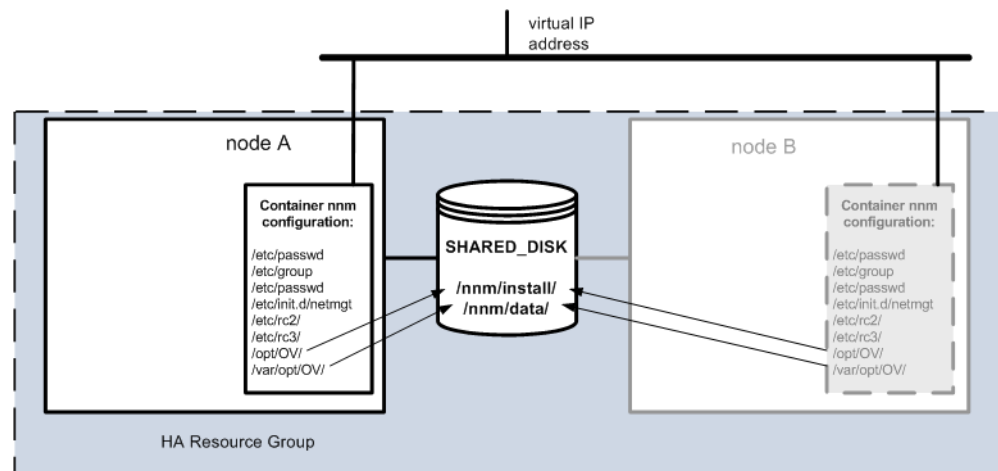 virtual IP
address
node A
Container nnm
configuration:
/etc/passwd
/etc/group
/etc/passwd
/etc/init.d/netmgt
/etc/rc2/
/etc/rc3/
/opt/OV/
/var/opt/OV/
SHARED_DISK
/nnm/install/
/nnm/data/
node B
Container nnm
configuration:
/etc/passwd
/etc/group
/etc/passwd
/etc/init.d/netmgt
/etc/rc2/
/etc/rc3/
/opt/OV/
/var/opt/OV/
HA Resource Group